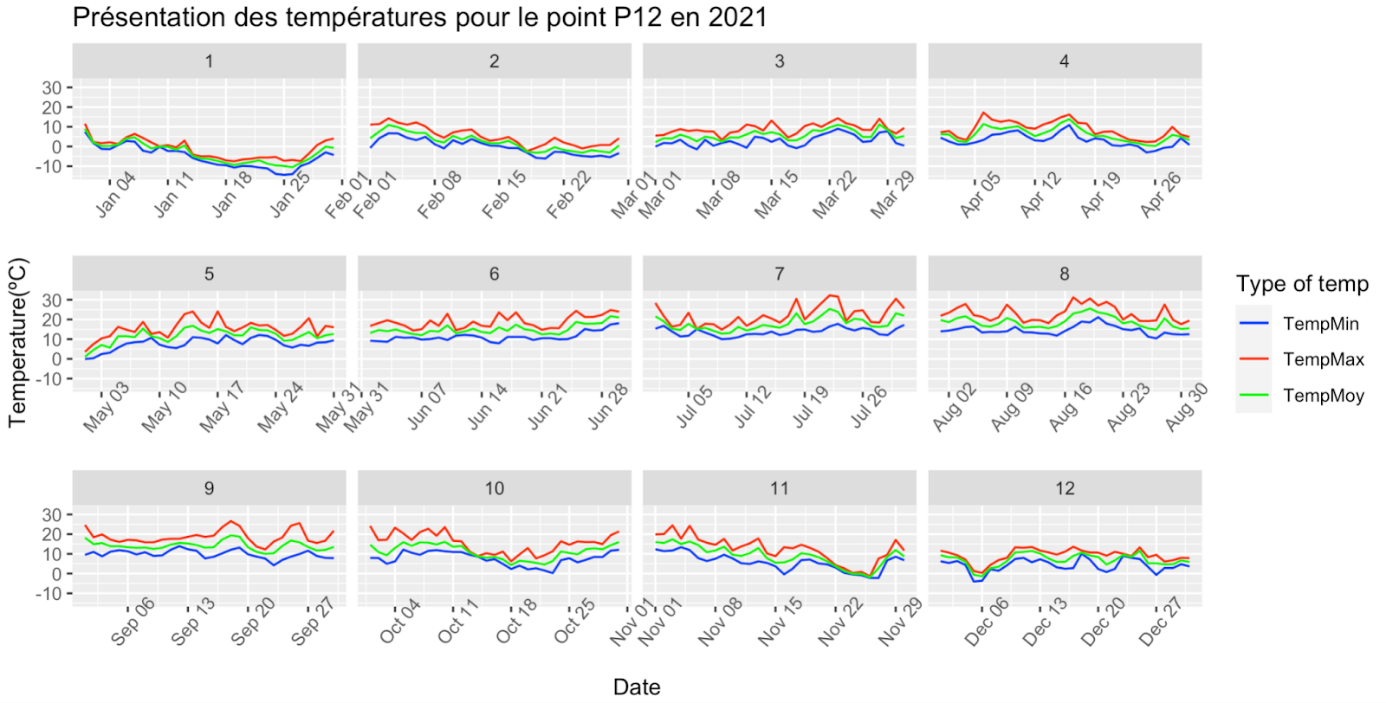 Présentation des températures pour le point P12 en 2021
1 2 3 4
30
20
10
0
-10
Jan 04 Jan 11 Jan 18 Jan 25 Feb 01 Feb 01 Feb 08 Feb 15 Feb 22 Mar 01 Mar 01 Mar 08 Mar 15 Mar 22 Mar 29 Apr 05 Apr 12 Apr 19 Apr 26
5 6 7 8
30
20
10
0
-10
May 03 May 10 May 17 May 24 May 31 May 31 Jun 07 Jun 14 Jun 21 Jun 28 Jul 05 Jul 12 Jul 19 Jul 26 Aug 02 Aug 09 Aug 16 Aug 23 Aug 30
9 10 11 12
30
20
10
0
-10
Sep 06 Sep 13 Sep 20 Sep 27 Oct 04 Oct 11 Oct 18 Oct 25 Nov 01 Nov 01 Nov 08 Nov 15 Nov 22 Nov 29 Dec 06 Dec 13 Dec 20 Dec 27
Temperature(ºC)
Date
Type of temp
TempMin
TempMax
TempMoy